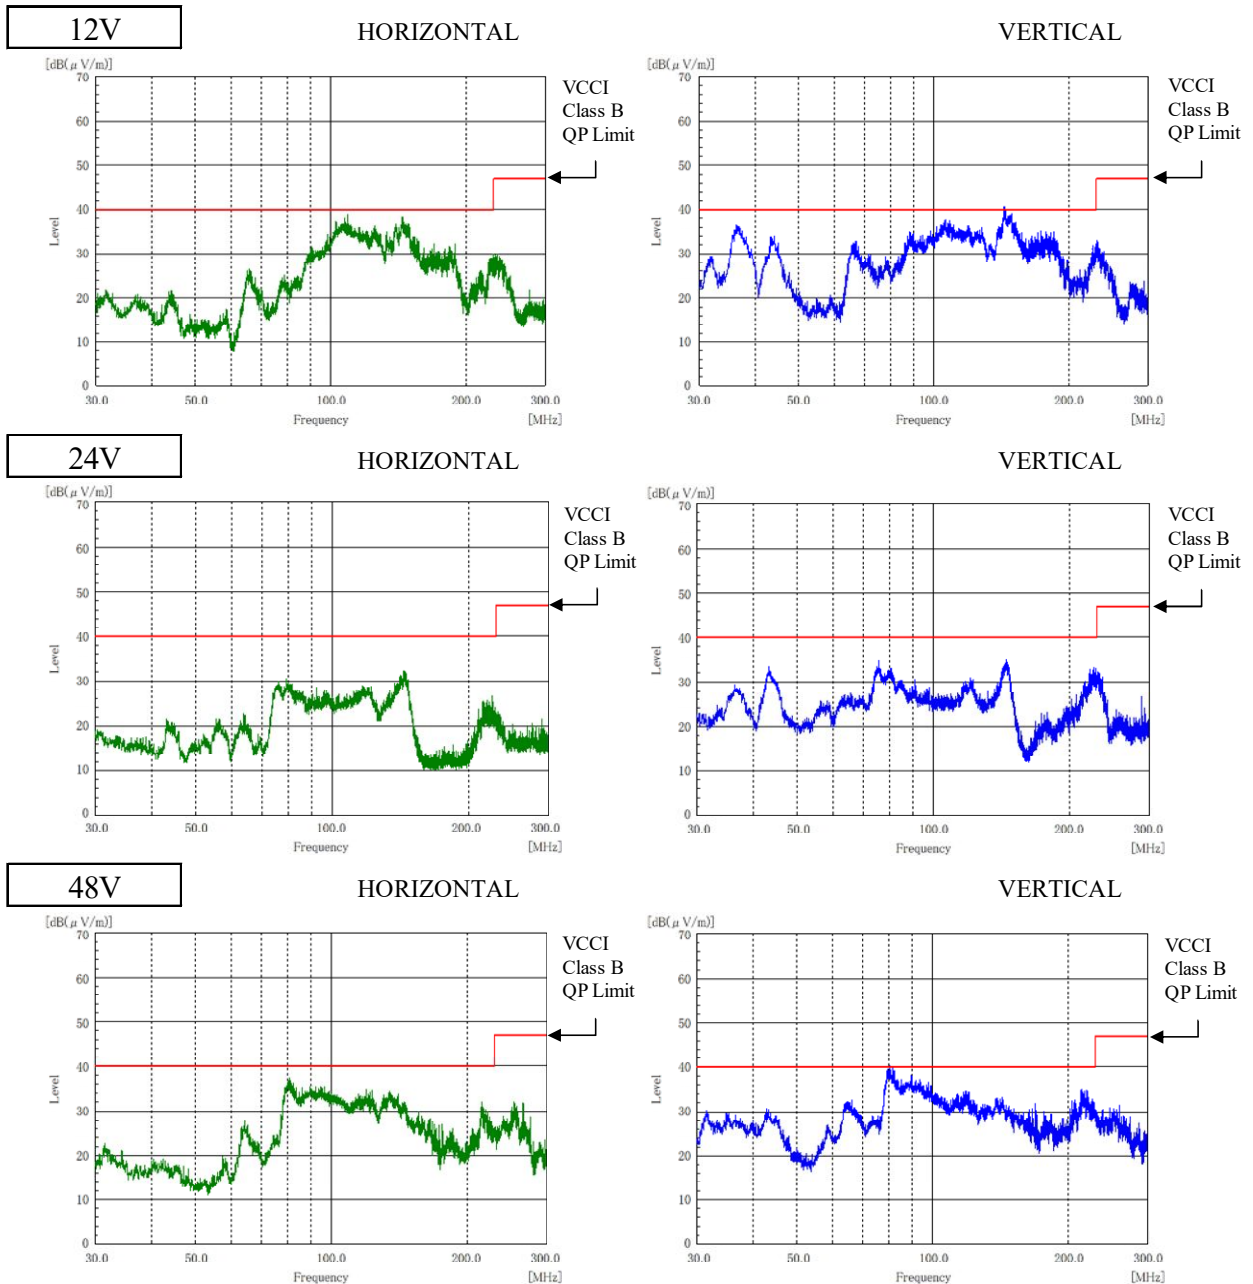 12V
HORIZONTAL
VERTICAL
[dB(μ V/m)]
70
60
50
40
30
20
10
0
Level
30.0
50.0
100.0
200.0
300.0
Frequency
[MHz]
VCCI
Class B
QP Limit
[dB(μ V/m)]
70
60
50
40
30
20
10
0
Level
30.0
50.0
100.0
200.0
300.0
Frequency
[MHz]
VCCI
Class B
QP Limit
24V
HORIZONTAL
VERTICAL
[dB(μ V/m)]
70
60
50
40
30
20
10
0
Level
30.0
50.0
100.0
200.0
300.0
Frequency
[MHz]
VCCI
Class B
QP Limit
[dB(μ V/m)]
70
60
50
40
30
20
10
0
Level
30.0
50.0
100.0
200.0
300.0
Frequency
[MHz]
VCCI
Class B
QP Limit
48V
HORIZONTAL
VERTICAL
[dB(μ V/m)]
70
60
50
40
30
20
10
0
Level
30.0
50.0
100.0
200.0
300.0
Frequency
[MHz]
VCCI
Class B
QP Limit
[dB(μ V/m)]
70
60
50
40
30
20
10
0
Level
30.0
50.0
100.0
200.0
300.0
Frequency
[MHz]
VCCI
Class B
QP Limit